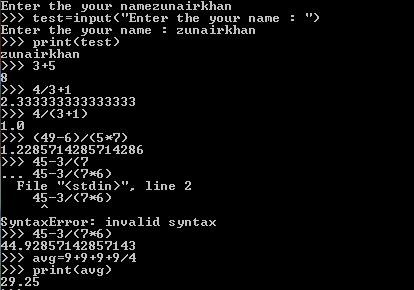 Enter the your namezunairkhan
>>> test=input("Enter the your name : ")
Enter the your name : zunairkhan
>>> print(test)
zunairkhan
>>> 3+5
8
>>> 4/3+1
2.333333333333333
>>> 4/(3+1)
1.0
>>> (49-6)/(5*7)
1.2285714285714286
>>> 45-3/(7
... 45-3/(7*6)
  File "<stdin>", line 2
    45-3/(7*6)
     ^
SyntaxError: invalid syntax
>>> 45-3/(7*6)
44.92857142857143
>>> avg=9+9+9+9/4
>>> print(avg)
29.25